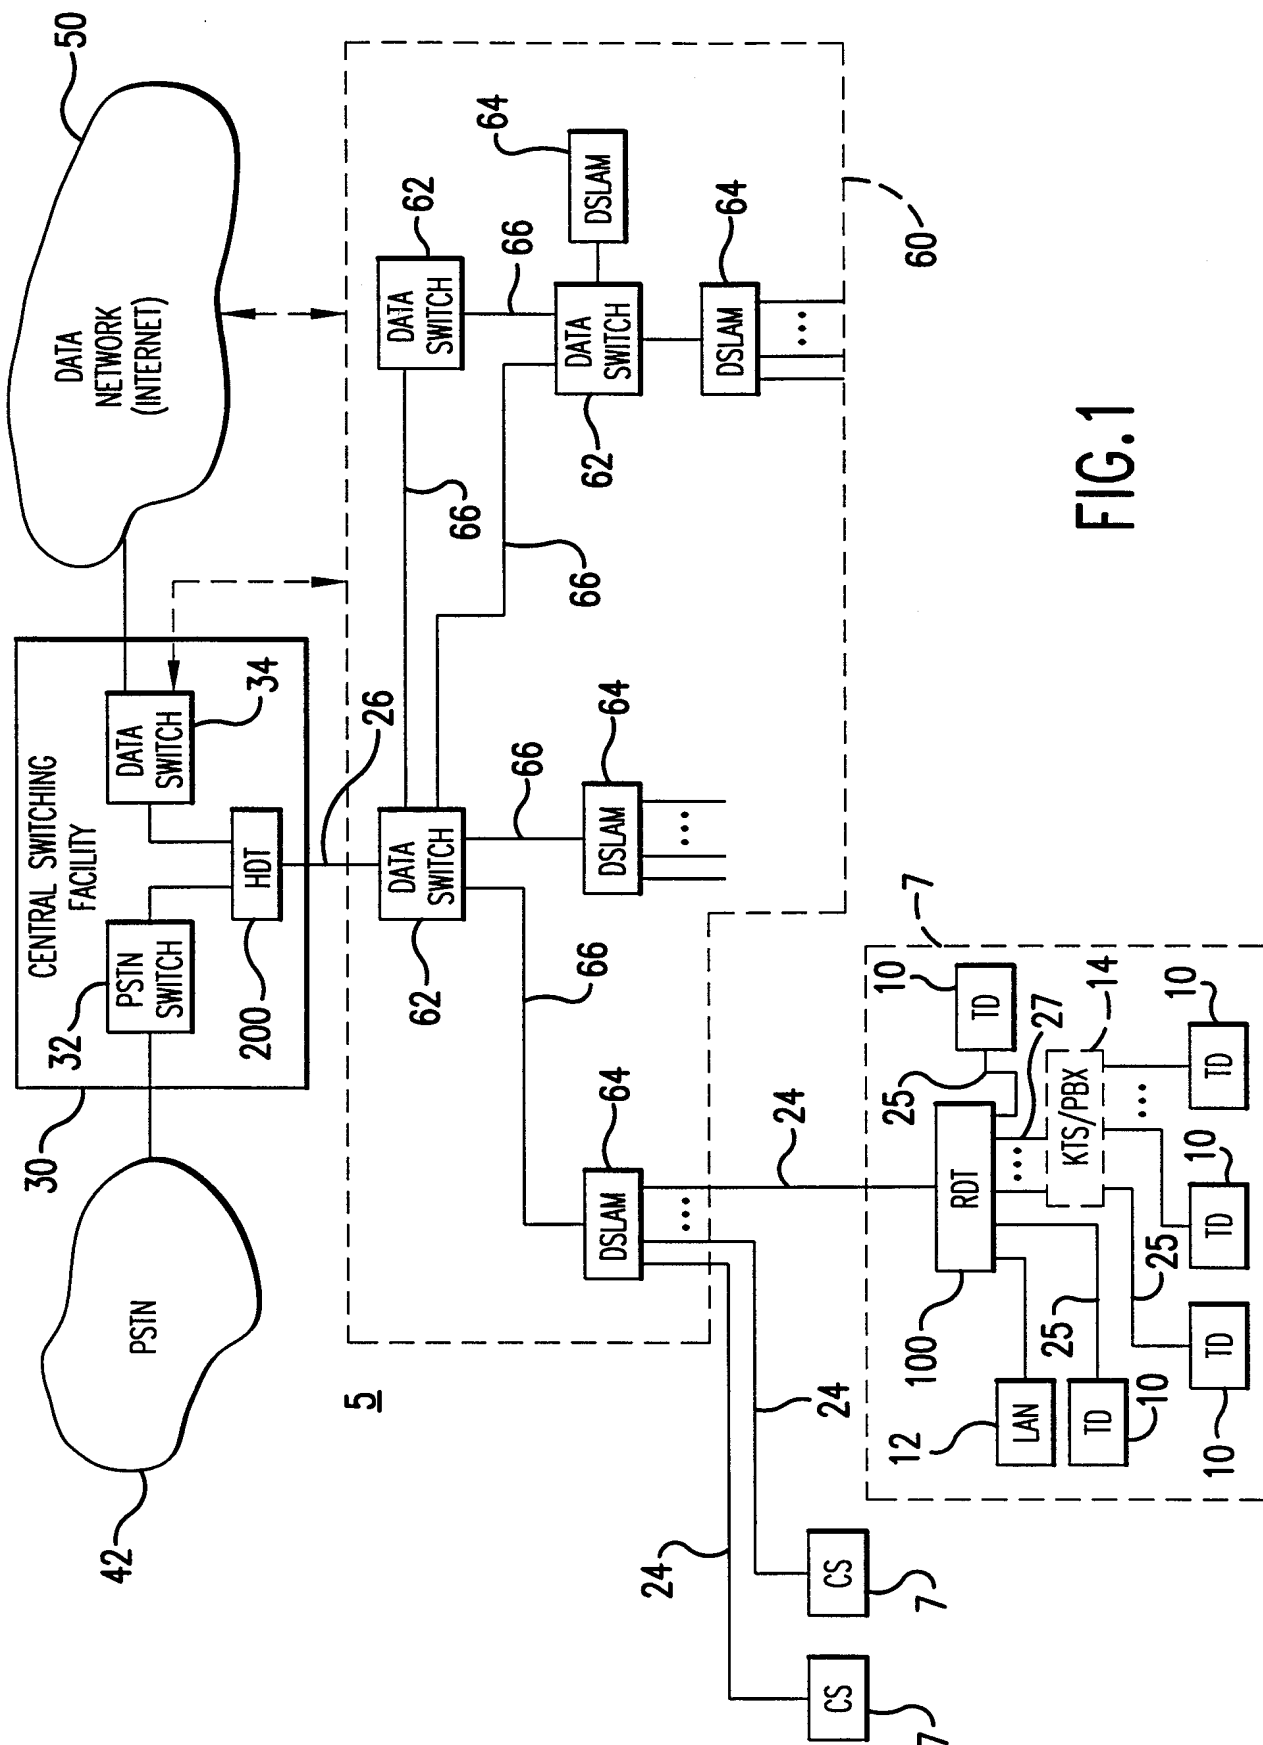 50
DATA
NETWORK
(INTERNET)
42
PSTN
30
CENTRAL SWITCHING
FACILITY
32
PSTN
SWITCH
DATA
SWITCH
34
200
HDT
26
5
60
62
DATA
SWITCH
66
66
66
DATA
SWITCH
62
62
DATA
SWITCH
64
DSLAM
64
DSLAM
...
66
64
DSLAM
...
66
64
DSLAM
...
24
24
24
CS
7
CS
7
7
100
RDT
10
TD
25
27
...
14
KTS/PBX
12
LAN
25
TD
10
25
...
10
TD
10
TD
10
TD
FIG.1